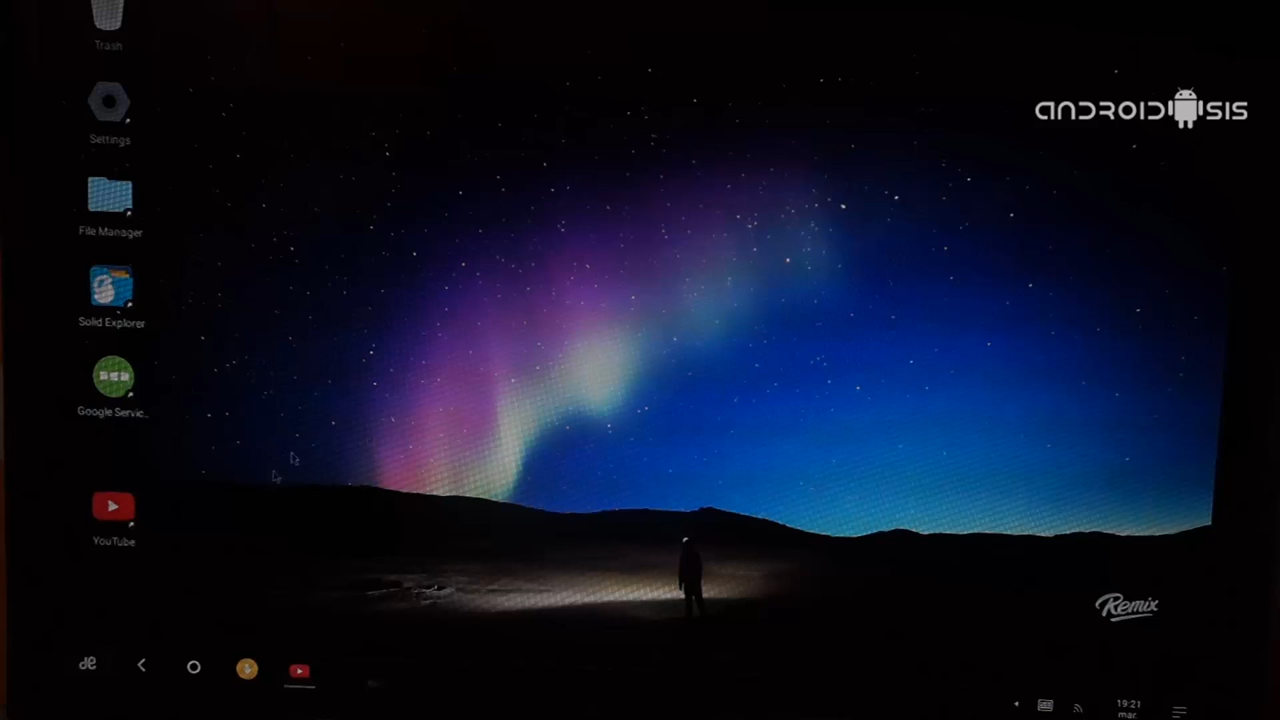 Trash
Settings
File Manager
Solid Explorer
Google Servic..
YouTube
ANDROIDSIS
Remix
19:21
mar